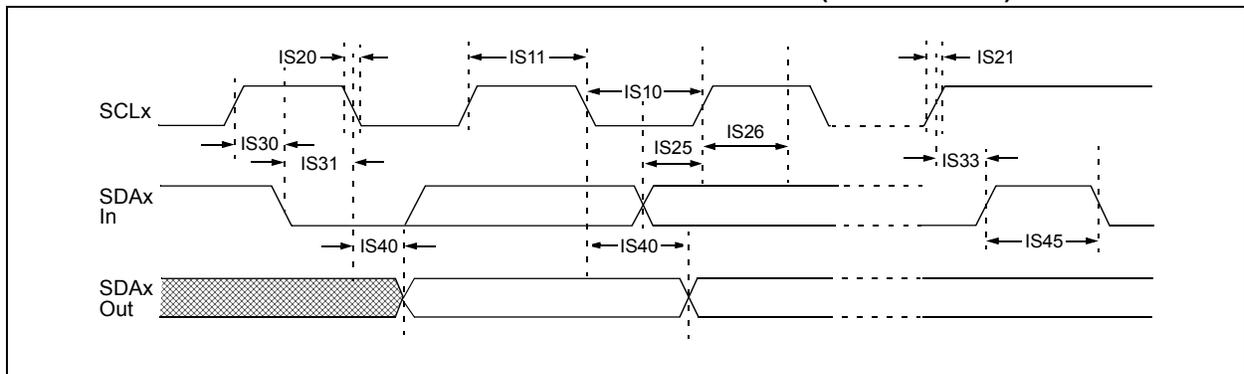 IS20
IS11
IS21
IS10
SCLx
IS26
IS30
IS25
IS31
IS33
SDAx
In
IS40
IS40
IS45
SDAx
Out